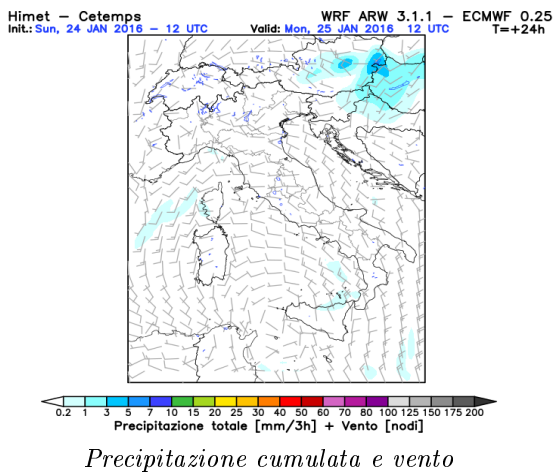 Himet – Cetemps WRF ARW 3.1.1 – ECMWF 0.25
Init.: Sun, 24 JAN 2016 – 12 UTC Valid: Mon, 25 JAN 2016 12 UTC T=+24h
0.2 1 3 5 7 10 15 20 25 30 40 50 60 70 80 100 125 150 175 200
Precipitazione totale [mm/3h] + Vento [nodi]
Precipitazione cumulata e vento